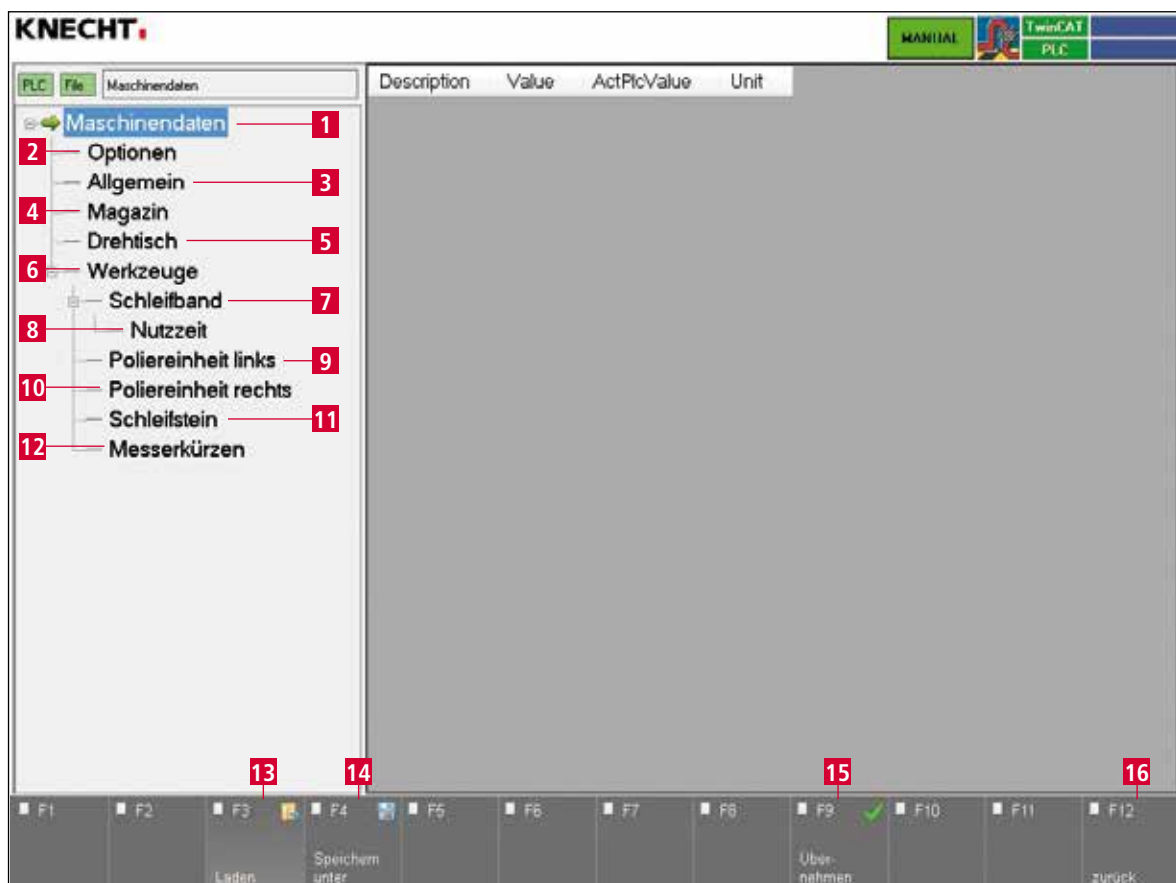 KNECHT
MANUAL
TwinCAT
PLC
PLC File Maschinendaten
Description Value ActPlcValue Unit
Maschinendaten 1
2 Optionen
Allgemein 3
4 Magazin
Drehtisch 5
6 Werkzeuge
Schleifband 7
8 Nutzzeit
Poliereinheit links 9
10 Poliereinheit rechts
Schleifstein 11
12 Messerkürzen
13 14 15 16
F1 F2 F3 F4 F5 F6 F7 F8 F9 F10 F11 F12
Laden Speichern unter Über- nehmen zurück